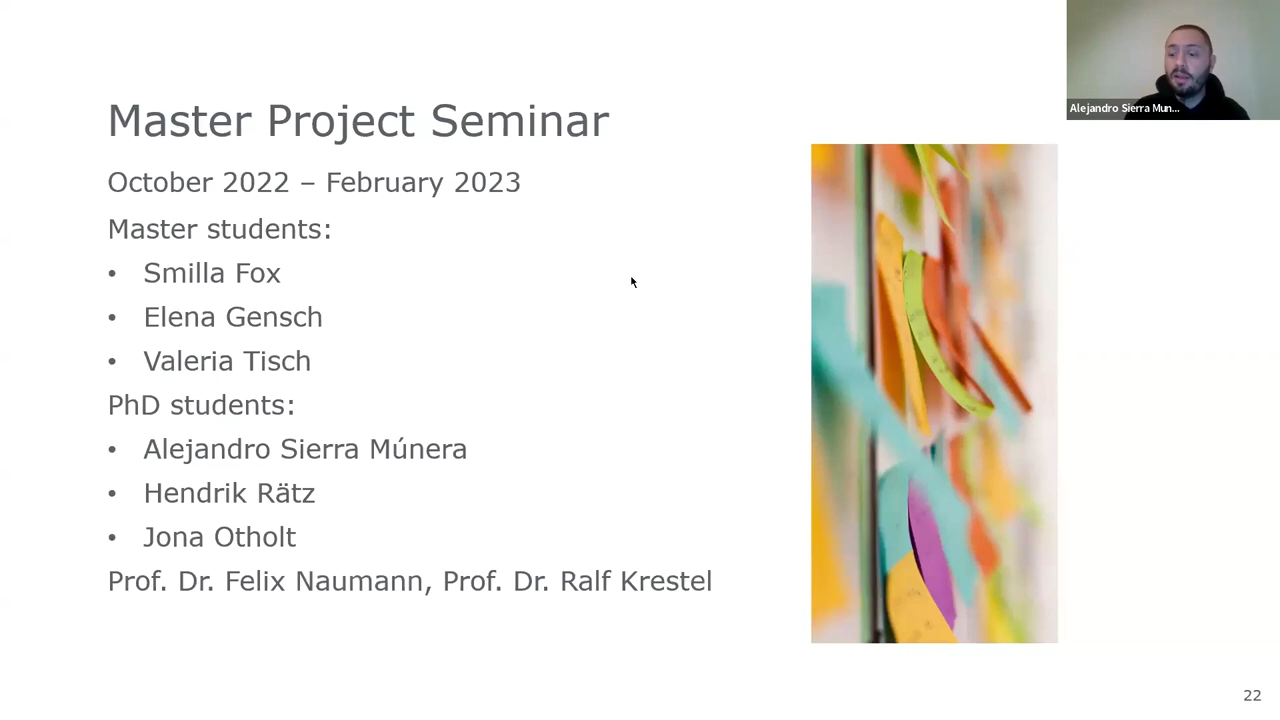 Alejandro Sierra Mun...
Master Project Seminar
October 2022 – February 2023
Master students:
• Smilla Fox
• Elena Gensch
• Valeria Tisch
PhD students:
• Alejandro Sierra Múnera
• Hendrik Rätz
• Jona Otholt
Prof. Dr. Felix Naumann, Prof. Dr. Ralf Krestel
22